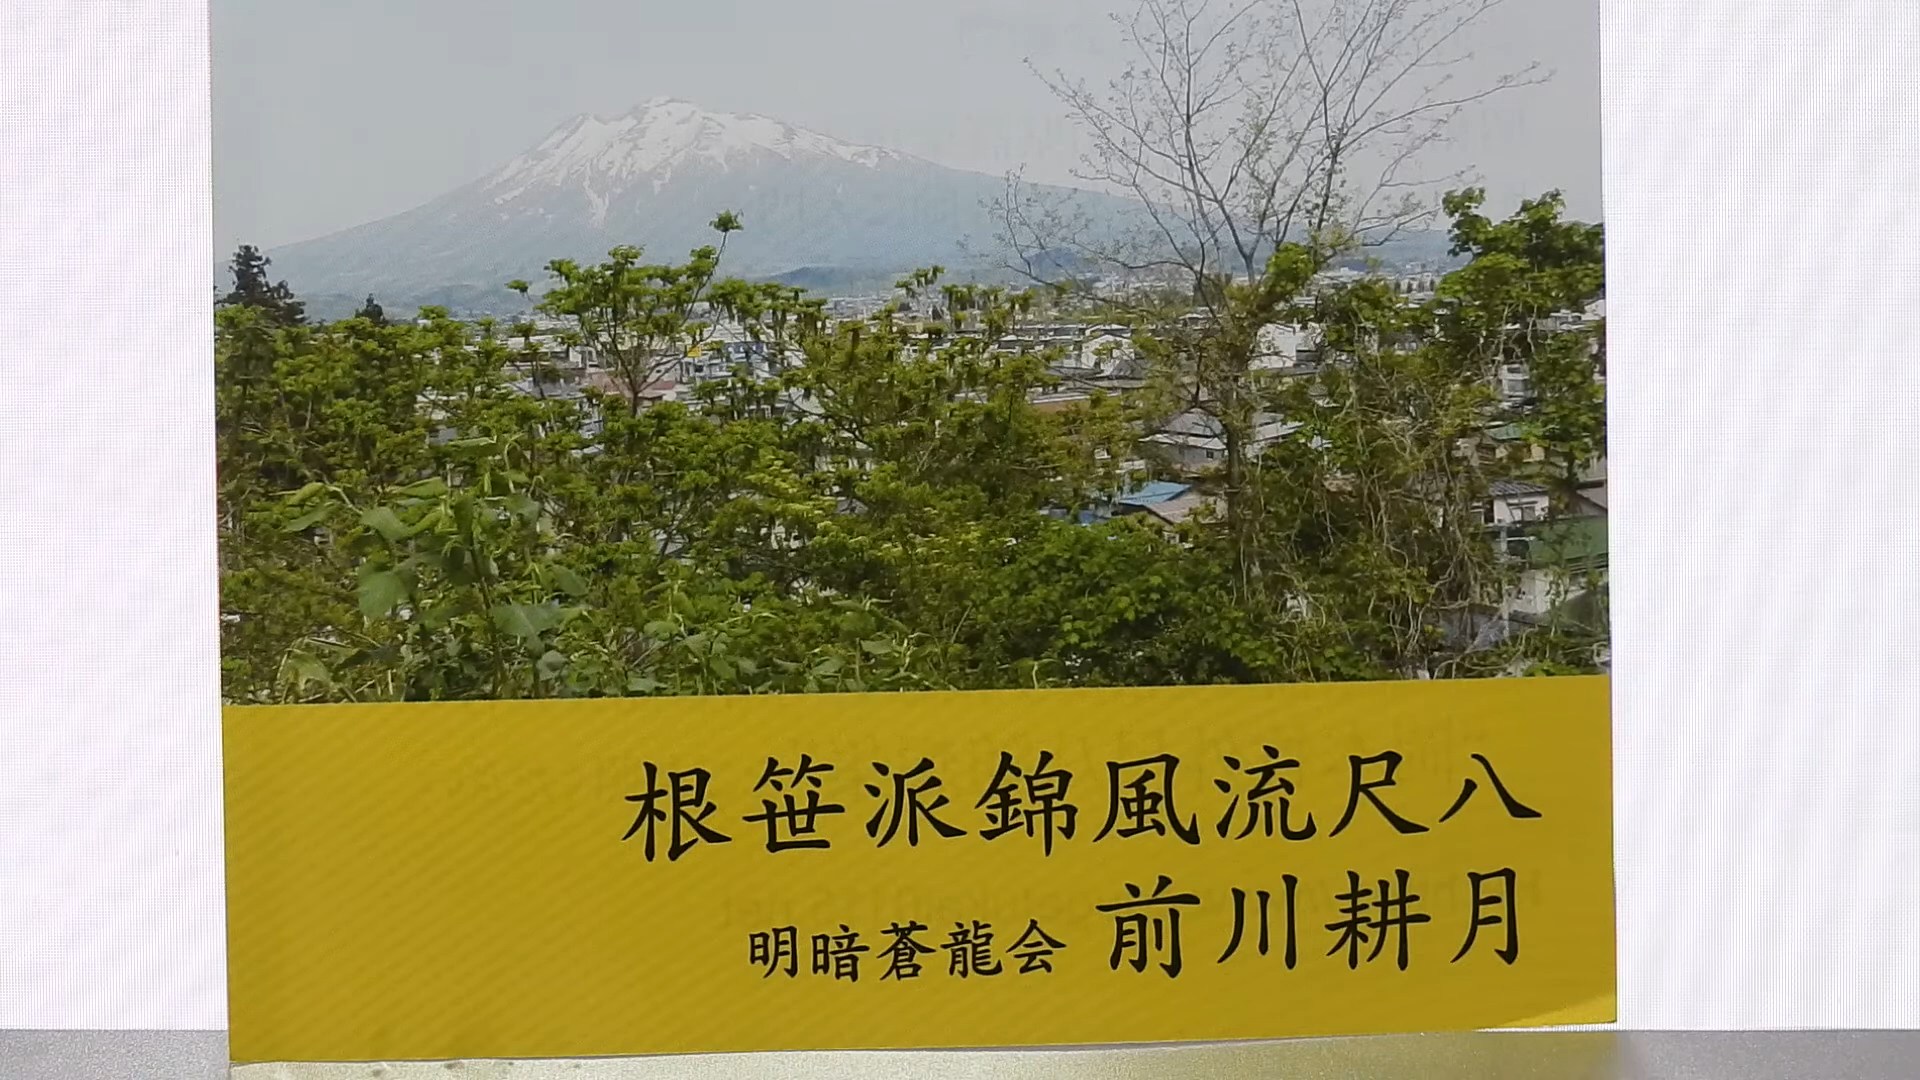 根笹派錦風流尺八
明暗蒼龍会 前川耕月